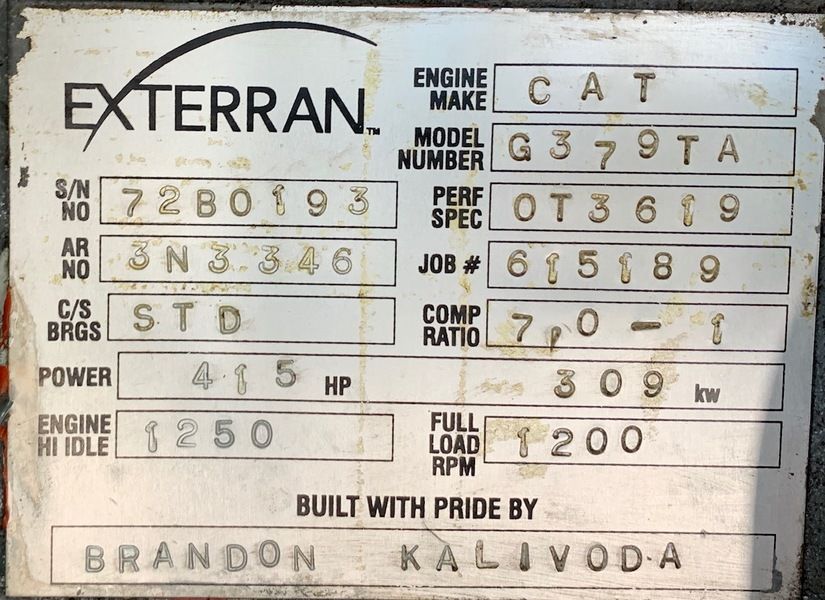 EXTERRAN™
ENGINE MAKE CAT
MODEL NUMBER G379TA
S/N NO 72B0193
PERF SPEC 0T3619
AR NO 3N3346
JOB # 615189
C/S BRGS STD
COMP RATIO 7,0 - 1
POWER 415 HP 309 kw
ENGINE HI IDLE 1250
FULL LOAD RPM 1200
BUILT WITH PRIDE BY
BRANDON KALIVODA